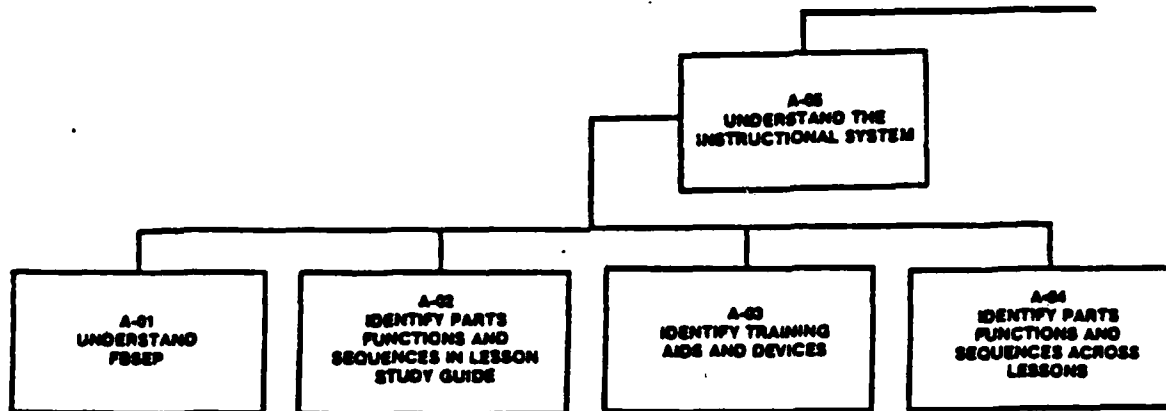 A-05
UNDERSTAND THE
INSTRUCTIONAL SYSTEM
A-01
UNDERSTAND
FBSEP
A-02
IDENTIFY PARTS
FUNCTIONS AND
SEQUENCES IN LESSON
STUDY GUIDE
A-03
IDENTIFY TRAINING
AIDS AND DEVICES
A-04
IDENTIFY PARTS
FUNCTIONS AND
SEQUENCES ACROSS
LESSONS